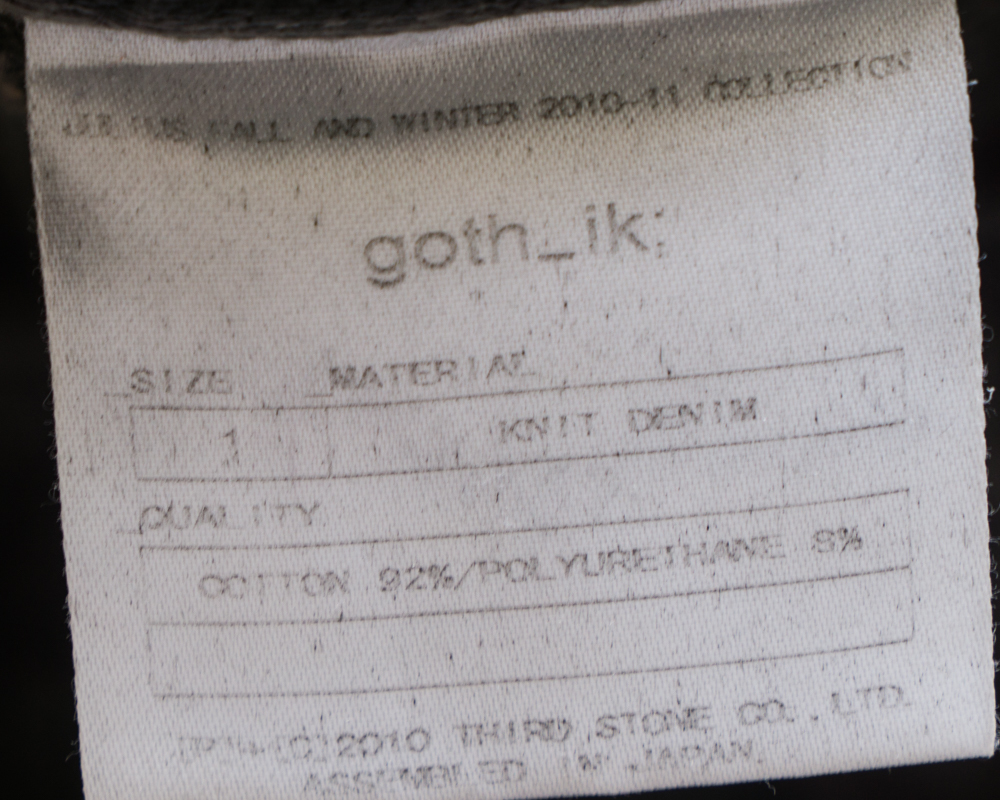 FALL AND WINTER 2010-11 COLLECTION
goth_ik;
SIZE MATERIAL
1 KNIT DENIM
QUALITY
COTTON 92%/POLYURETHANE 8%
(C)2010 THIRD STONE CO.,LTD.
ASSEMBLED IN JAPAN.